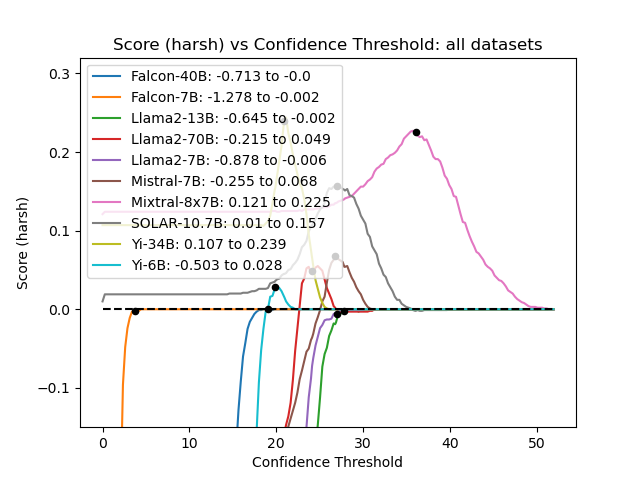 Score (harsh) vs Confidence Threshold: all datasets
Falcon-40B: -0.713 to -0.0
Falcon-7B: -1.278 to -0.002
Llama2-13B: -0.645 to -0.002
Llama2-70B: -0.215 to 0.049
Llama2-7B: -0.878 to -0.006
Mistral-7B: -0.255 to 0.068
Mixtral-8x7B: 0.121 to 0.225
SOLAR-10.7B: 0.01 to 0.157
Yi-34B: 0.107 to 0.239
Yi-6B: -0.503 to 0.028
Score (harsh)
0.3
0.2
0.1
0.0
−0.1
0 10 20 30 40 50
Confidence Threshold